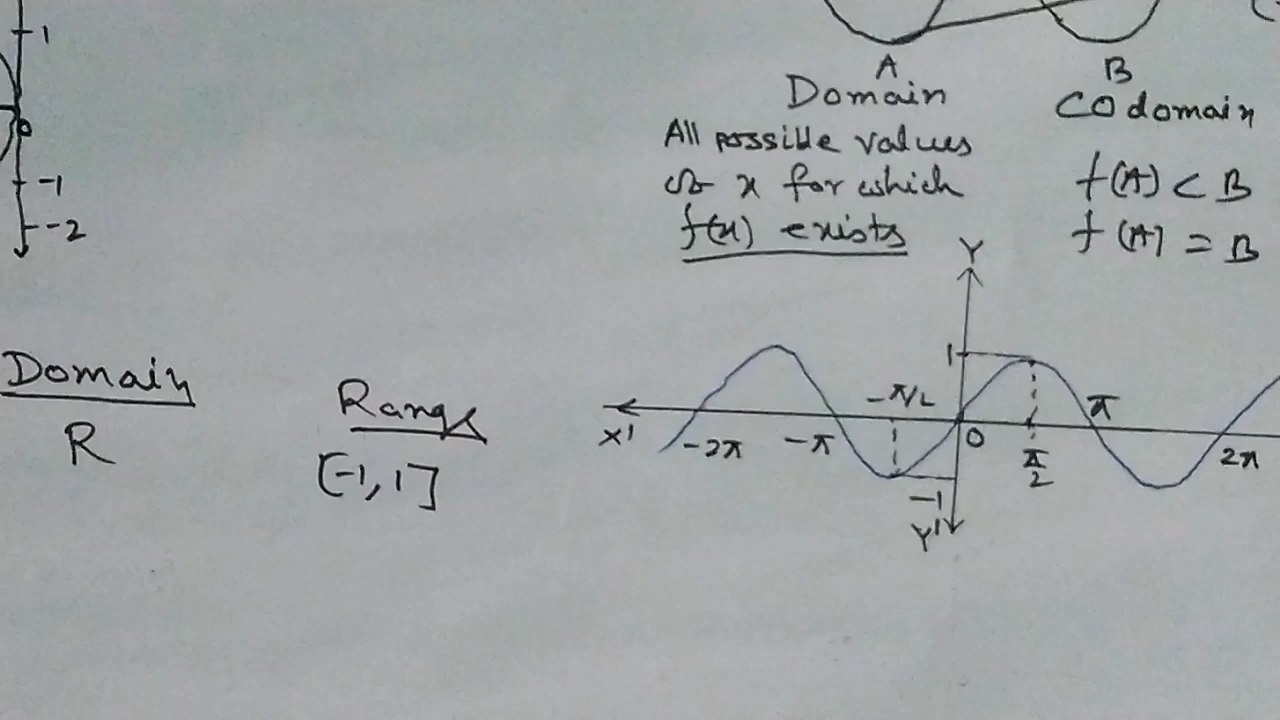 1
0
-1
-2
A
Domain
All possible values
of x for which
f(x) exists
B
Codomain
f(A) ⊂ B
f(A) = B
Domain
R
Range
[-1, 1]
Y
1
-π/2
π
X'
-2π
-π
0
π/2
2π
-1
Y'